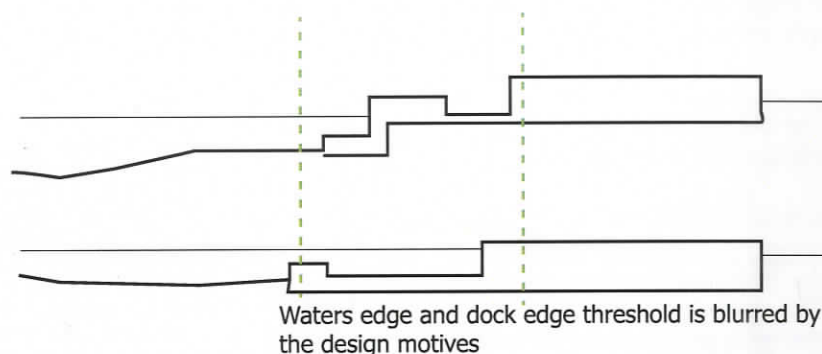 Waters edge and dock edge threshold is blurred by
the design motives